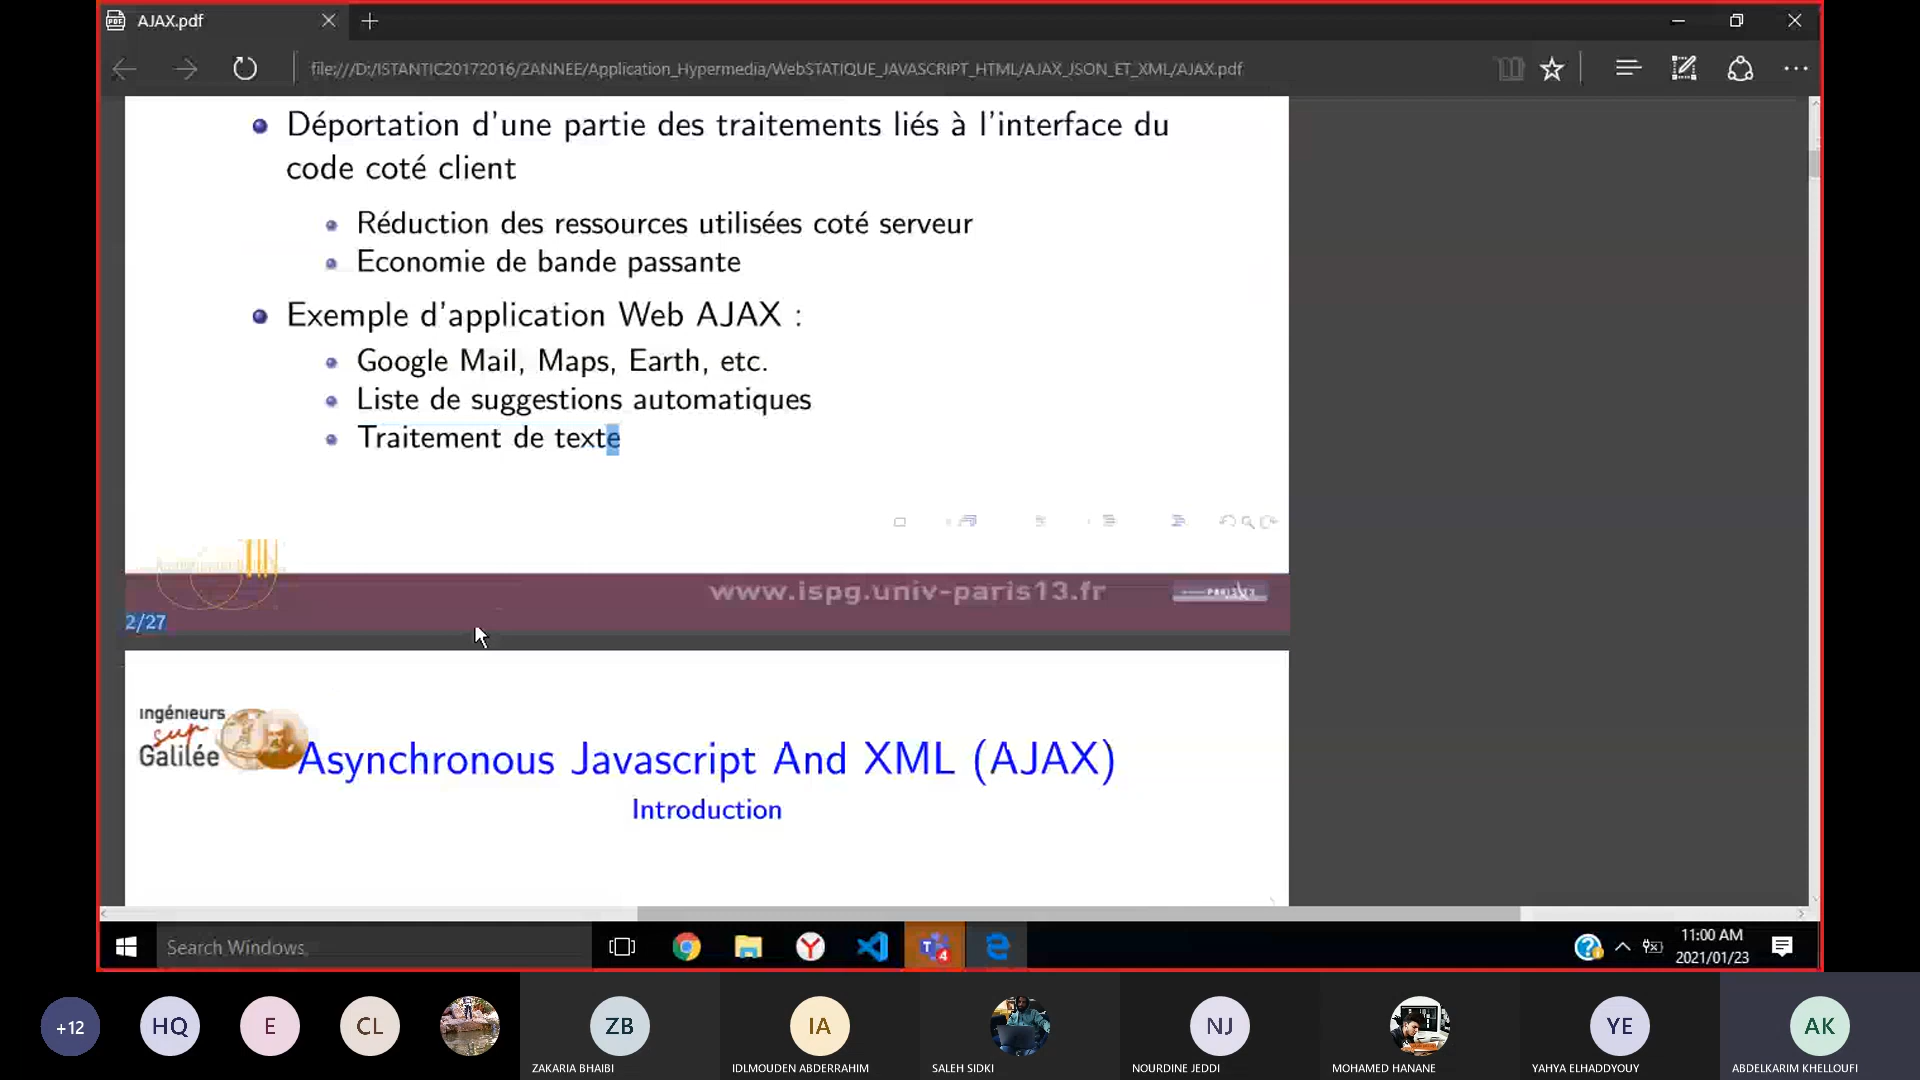 AJAX.pdf
file:///D:/ISTANTIC20172016/2ANNEE/Application_Hypermedia/WebSTATIQUE_JAVASCRIPT_HTML/AJAX_JSON_ET_XML/AJAX.pdf
Déportation d'une partie des traitements liés à l'interface du
code coté client
Réduction des ressources utilisées coté serveur
Economie de bande passante
Exemple d'application Web AJAX :
Google Mail, Maps, Earth, etc.
Liste de suggestions automatiques
Traitement de texte
www.ispg.univ-paris13.fr
2/27
Ingénieurs
sup
Galilée
Asynchronous Javascript And XML (AJAX)
Introduction
Search Windows
4
11:00 AM
2021/01/23
+12
HQ
E
CL
ZB
IA
NJ
YE
AK
ZAKARIA BHAIBI
IDLMOUDEN ABDERRAHIM
SALEH SIDKI
NOURDINE JEDDI
MOHAMED HANANE
YAHYA ELHADDYOUY
ABDELKARIM KHELLOUFI